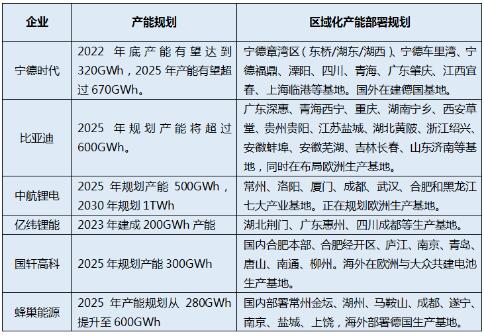 企业 产能规划 区域化产能部署规划
宁德时代
2022 年底产能有望达到
320GWh，2025 年产能有望超
过 670GWh。
宁德章湾区（东桥/湖东/湖西）、宁德车里湾、宁
德福鼎、溧阳、四川、青海、广东肇庆、江西宜
春、上海临港等基地。国外在建德国基地。
比亚迪
2025 年规划产能将超过
600GWh。
广东深惠、青海西宁、重庆、湖南宁乡、西安草
堂、贵州贵阳、江苏盐城、湖北黄陂、浙江绍兴、
安徽蚌埠、安徽芜湖、吉林长春、山东济南等基
地，同时在布局欧洲生产基地。
中航锂电
2025 年规划产能 500GWh，
2030 年规划 1TWh
常州、洛阳、厦门、成都、武汉、合肥和黑龙江
七大产业基地。正在规划欧洲生产基地。
亿纬锂能
2023 年建成 200GWh 产能
湖北荆门、广东惠州、四川成都等生产基地。
国轩高科
2025 年规划产能 300GWh
国内合肥本部、合肥经开区、庐江、南京、青岛、
唐山、南通、柳州。海外在欧洲与大众共建电池
生产基地。
蜂巢能源
2025 年产能规划从 280GWh
提升至 600GWh
国内部署常州金坛、湖州、马鞍山、成都、遂宁、
南京、盐城、上饶，海外部署德国生产基地。